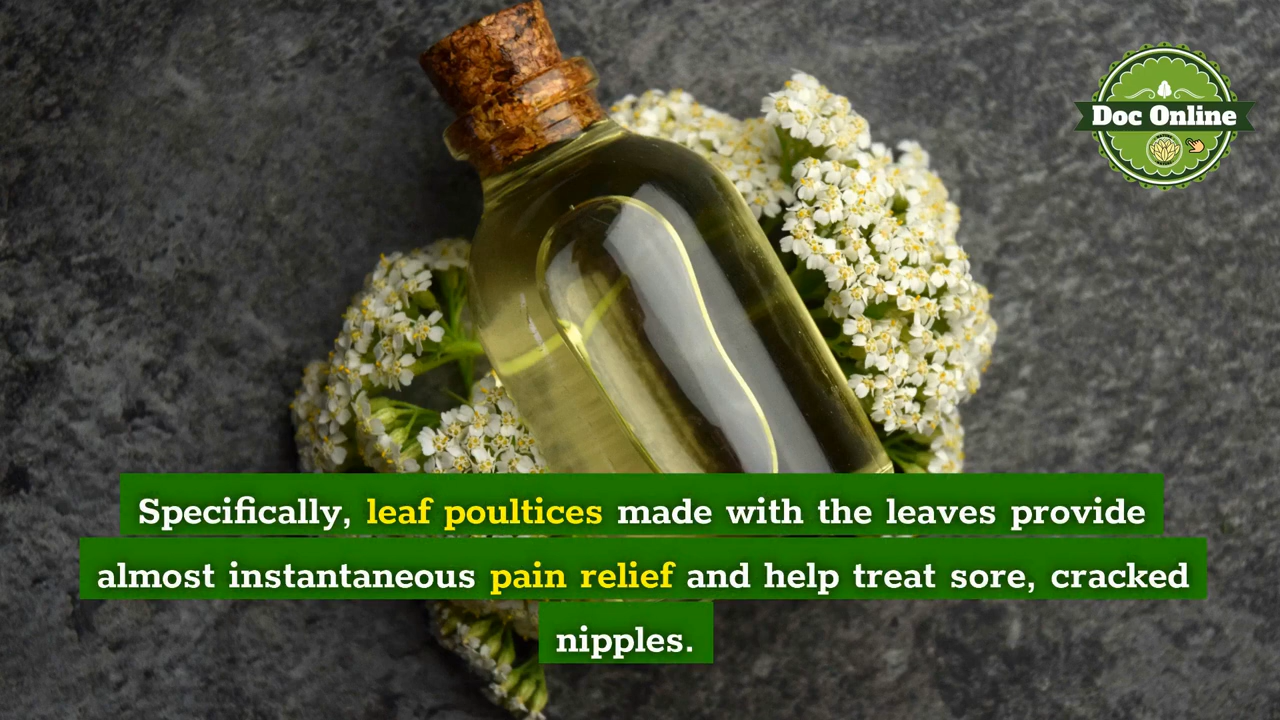 Doc Online
Specifically, leaf poultices made with the leaves provide
almost instantaneous pain relief and help treat sore, cracked
nipples.